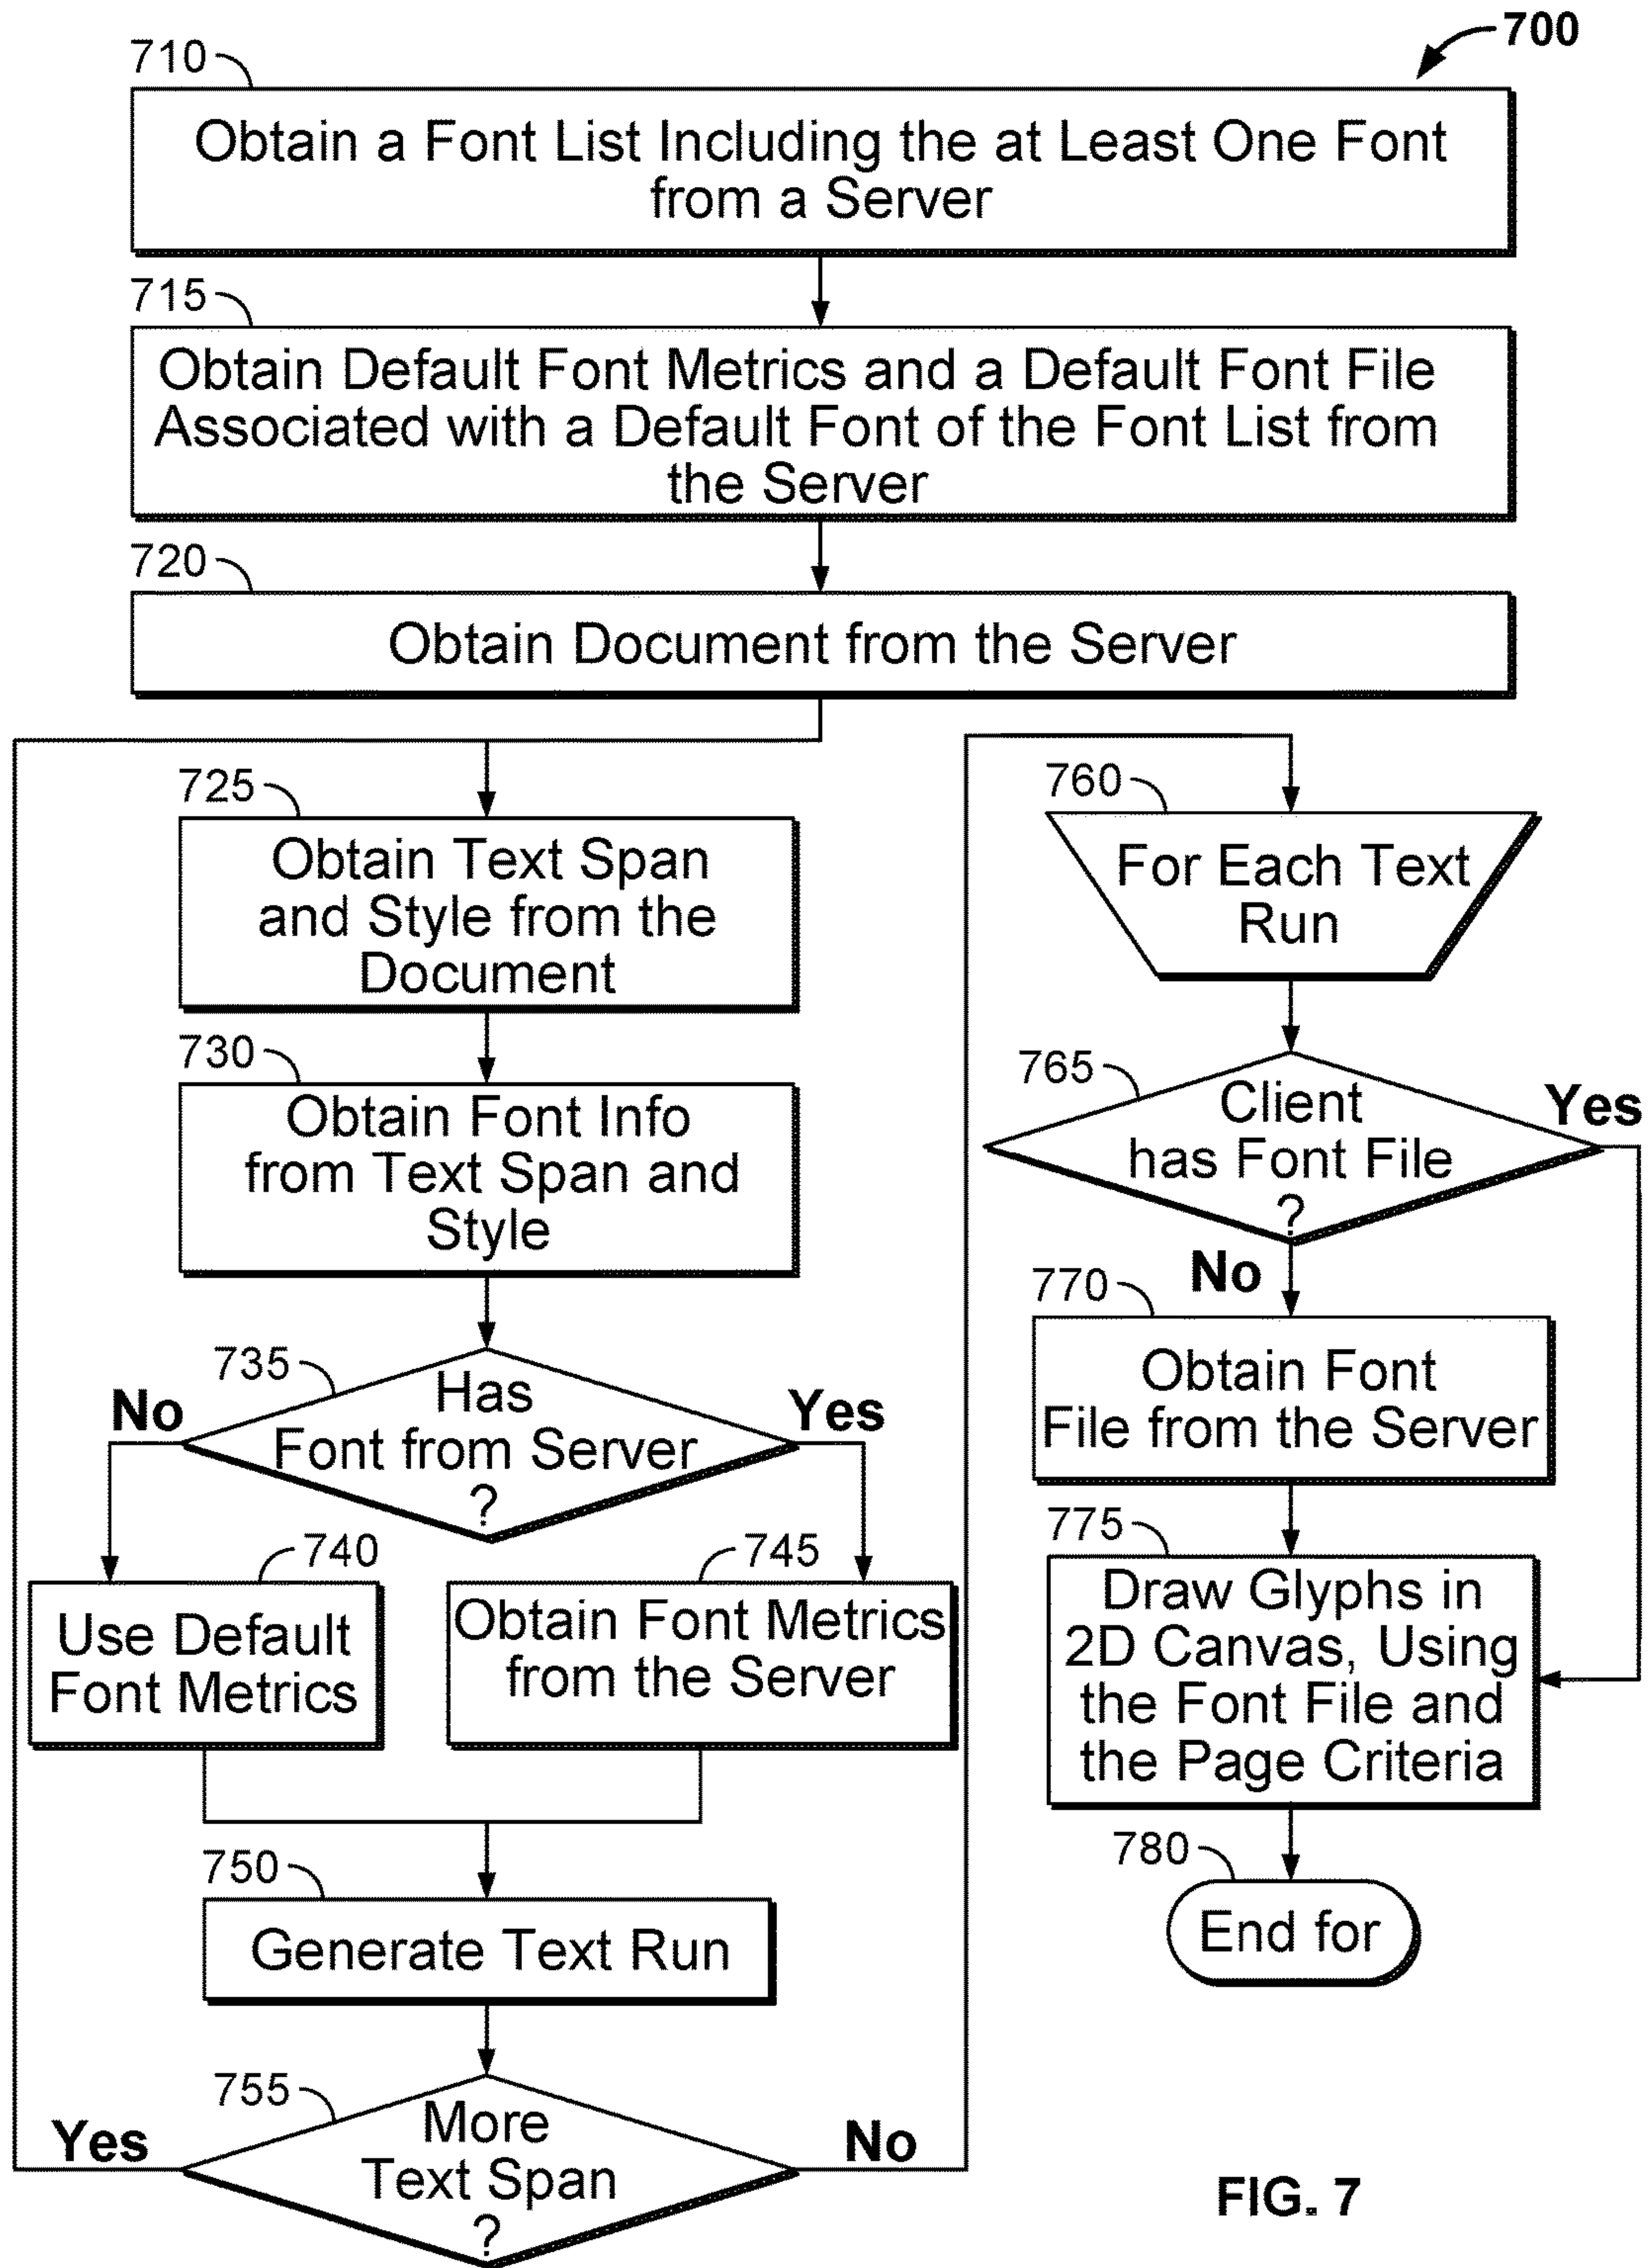 700
710
Obtain a Font List Including the at Least One Font
from a Server
715
Obtain Default Font Metrics and a Default Font File
Associated with a Default Font of the Font List from
the Server
720
Obtain Document from the Server
725
Obtain Text Span
and Style from the
Document
730
Obtain Font Info
from Text Span and
Style
735
Has
Font from Server
?
No
Yes
740
Use Default
Font Metrics
745
Obtain Font Metrics
from the Server
750
Generate Text Run
755
More
Text Span
?
Yes
No
760
For Each Text
Run
765
Client
has Font File
?
Yes
No
770
Obtain Font
File from the Server
775
Draw Glyphs in
2D Canvas, Using
the Font File and
the Page Criteria
780
End for
FIG. 7